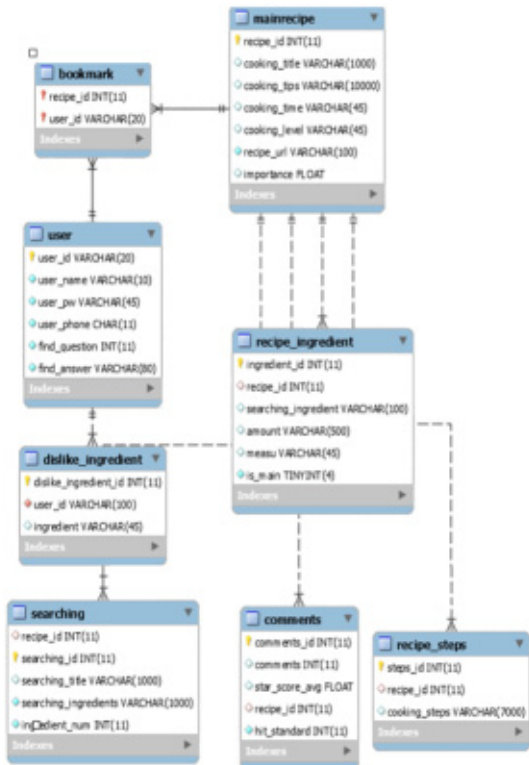 mainrecipe
recipe_id INT(11)
cooking_title VARCHAR(1000)
cooking_tips VARCHAR(10000)
cooking_time VARCHAR(45)
cooking_level VARCHAR(45)
recipe_url VARCHAR(100)
importance FLOAT
Indexes
bookmark
recipe_id INT(11)
user_id VARCHAR(20)
Indexes
user
user_id VARCHAR(20)
user_name VARCHAR(10)
user_pw VARCHAR(45)
user_phone CHAR(11)
find_question INT(11)
find_answer VARCHAR(80)
Indexes
recipe_ingredient
ingredient_id INT(11)
recipe_id INT(11)
searching_ingredient VARCHAR(100)
amount VARCHAR(500)
measu VARCHAR(45)
is_main TINYINT(4)
Indexes
dislike_ingredient
dislike_ingredient_id INT(11)
user_id VARCHAR(100)
ingredient VARCHAR(45)
Indexes
searching
recipe_id INT(11)
searching_id INT(11)
searching_title VARCHAR(1000)
searching_ingredients VARCHAR(1000)
ingredient_num INT(11)
Indexes
comments
comments_id INT(11)
comments INT(11)
star_score_avg FLOAT
recipe_id INT(11)
hit_standard INT(11)
Indexes
recipe_steps
steps_id INT(11)
recipe_id INT(11)
cooking_steps VARCHAR(7000)
Indexes